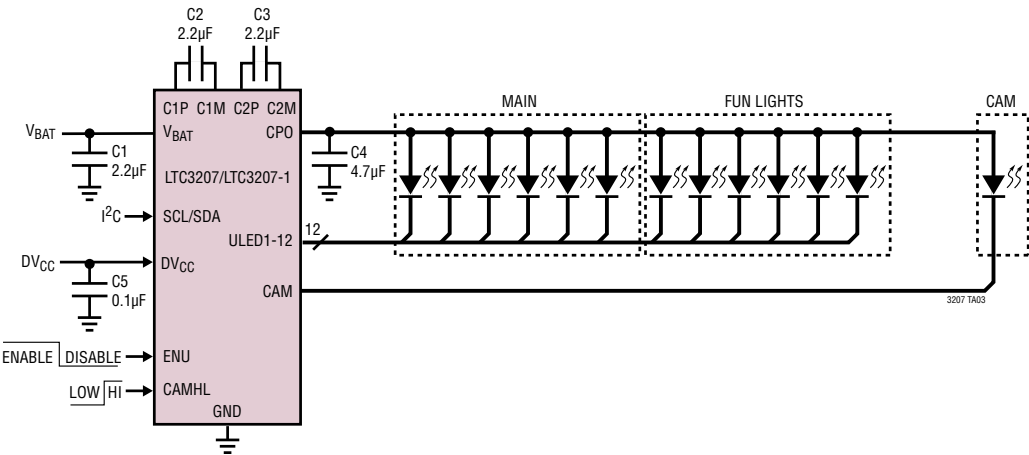 C2
2.2µF
C3
2.2µF
C1P C1M C2P C2M
MAIN
FUN LIGHTS
CAM
VBAT
VBAT
CPO
C1
2.2µF
C4
4.7µF
LTC3207/LTC3207-1
I²C
SCL/SDA
ULED1-12
12
DVCC
DVCC
C5
0.1µF
CAM
3207 TA03
ENABLE DISABLE
ENU
LOW HI
CAMHL
GND